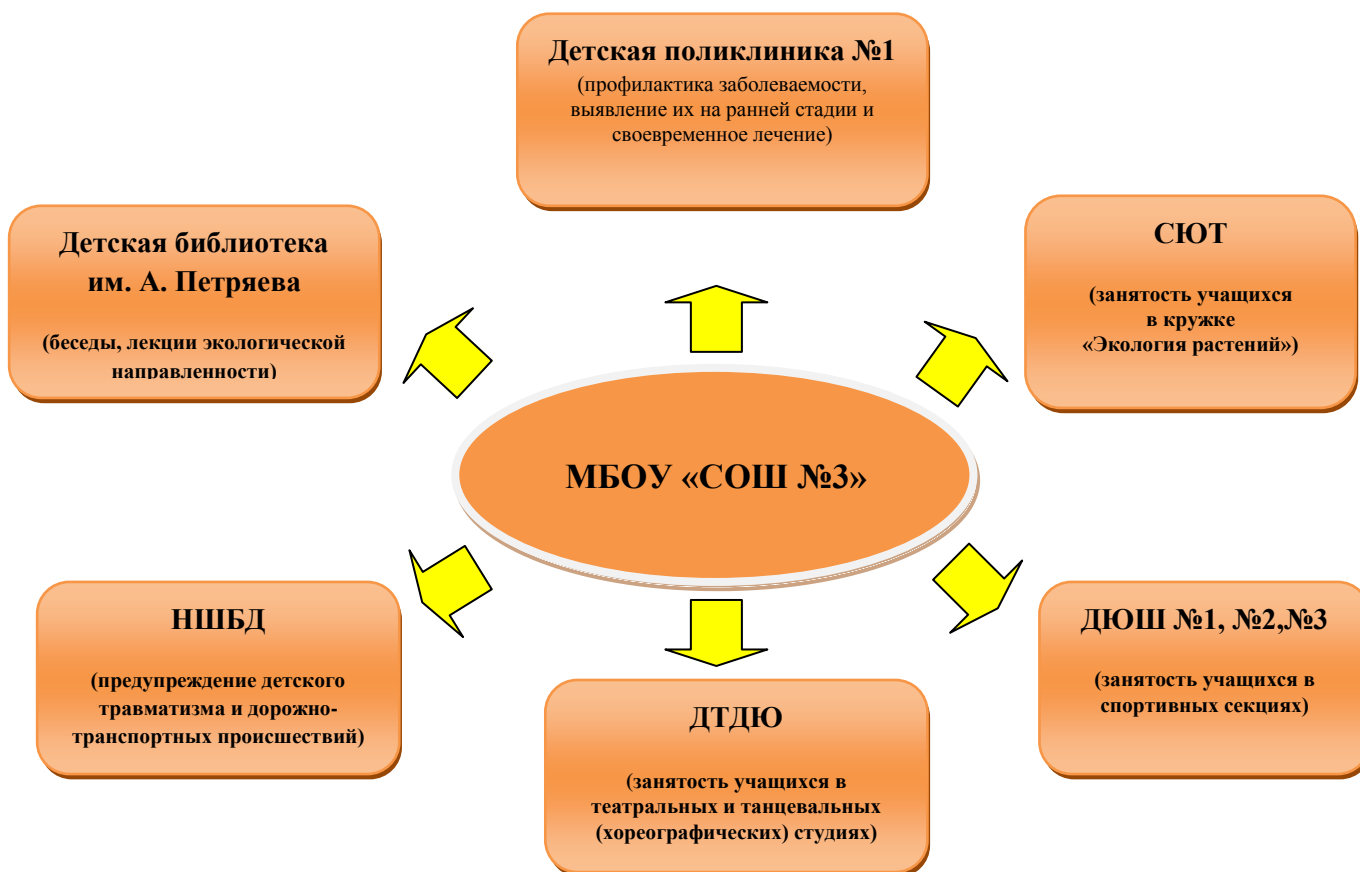 Детская поликлиника №1
(профилактика заболеваемости,
выявление их на ранней стадии и
своевременное лечение)
Детская библиотека
им. А. Петряева
(беседы, лекции экологической
направленности)
СЮТ
(занятость учащихся
в кружке
«Экология растений»)
МБОУ «СОШ №3»
НШБД
(предупреждение детского
травматизма и дорожно-
транспортных происшествий)
ДТДЮ
(занятость учащихся в
театральных и танцевальных
(хореографических) студиях)
ДЮШ №1, №2,№3
(занятость учащихся в
спортивных секциях)